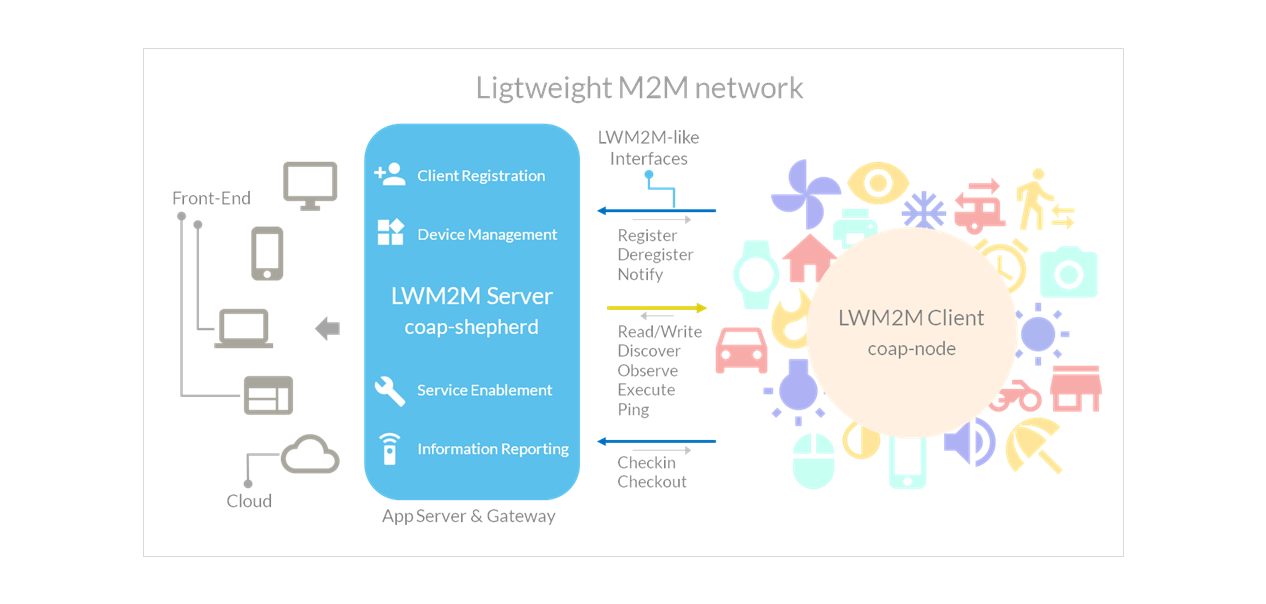 Ligtweight M2M network
Front-End
Cloud
Client Registration
Device Management
LWM2M Server
coap-shepherd
Service Enablement
Information Reporting
App Server & Gateway
LWM2M-like
Interfaces
Register
Deregister
Notify
Read/Write
Discover
Observe
Execute
Ping
Checkin
Checkout
LWM2M Client
coap-node